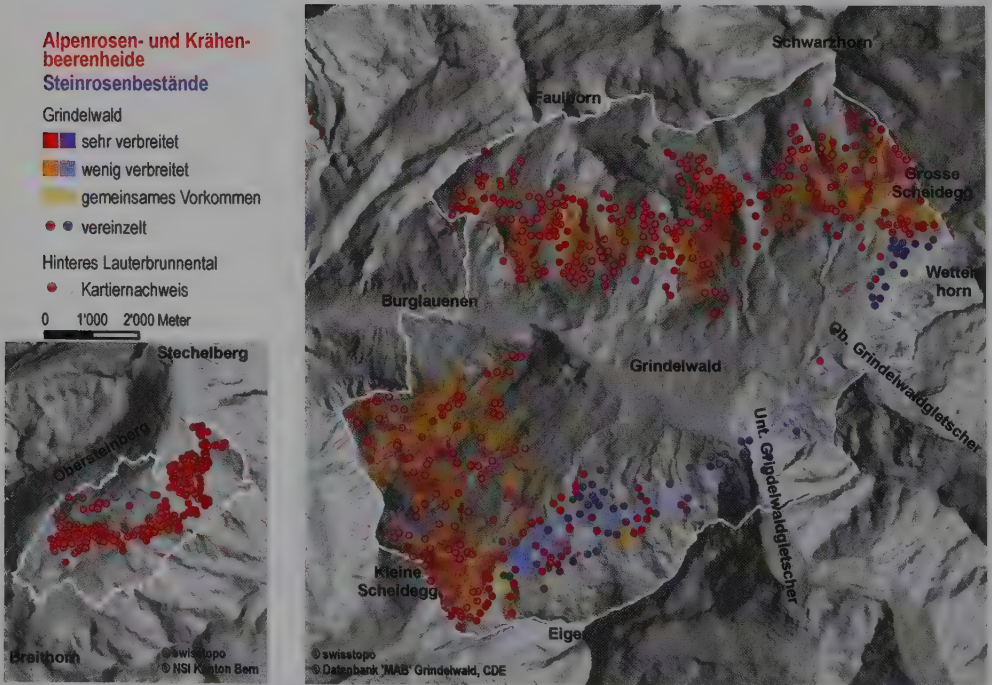 Alpenrosen- und Krähen-
beerenheide
Steinrosenbestände
Grindelwald
sehr verbreitet
wenig verbreitet
gemeinsames Vorkommen
vereinzelt
Hinteres Lauterbrunnental
Kartiernachweis
0 1'000 2'000 Meter
Stechelberg
Obersteinberg
Breithorn
© swisstopo
© NSI Kanton Bern
Schwarzhorn
Faulhorn
Grosse
Scheidegg
Wetter
horn
Burglauenen
Grindelwald
Ob. Grindelwaldgletscher
Unt. Grindelwaldgletscher
Kleine
Scheidegg
Eiger
© swisstopo
© Datenbank 'MAB' Grindelwald, CDE